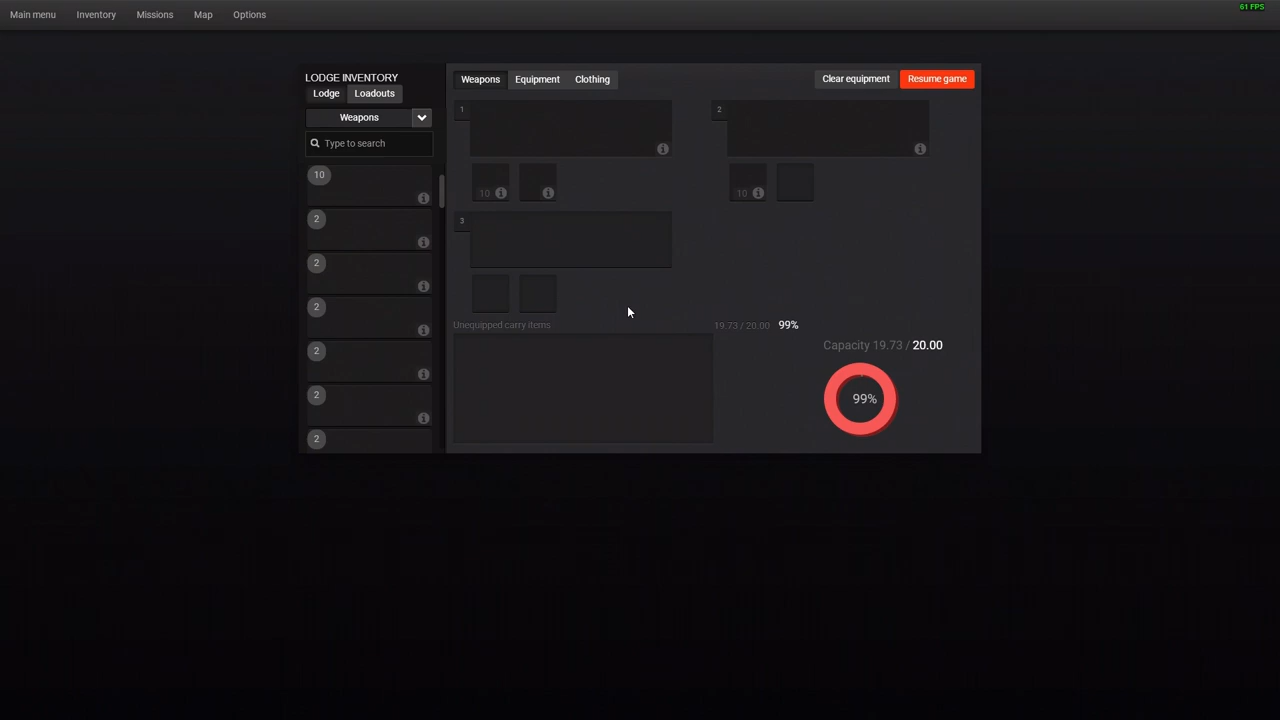 Main menu Inventory Missions Map Options 61 FPS
LODGE INVENTORY
Lodge Loadouts
Weapons
Type to search
10
2
2
2
2
2
2
Weapons Equipment Clothing Clear equipment Resume game
1 2
10 10
3
Unequipped carry items 19.73 / 20.00 99%
Capacity 19.73 / 20.00
99%